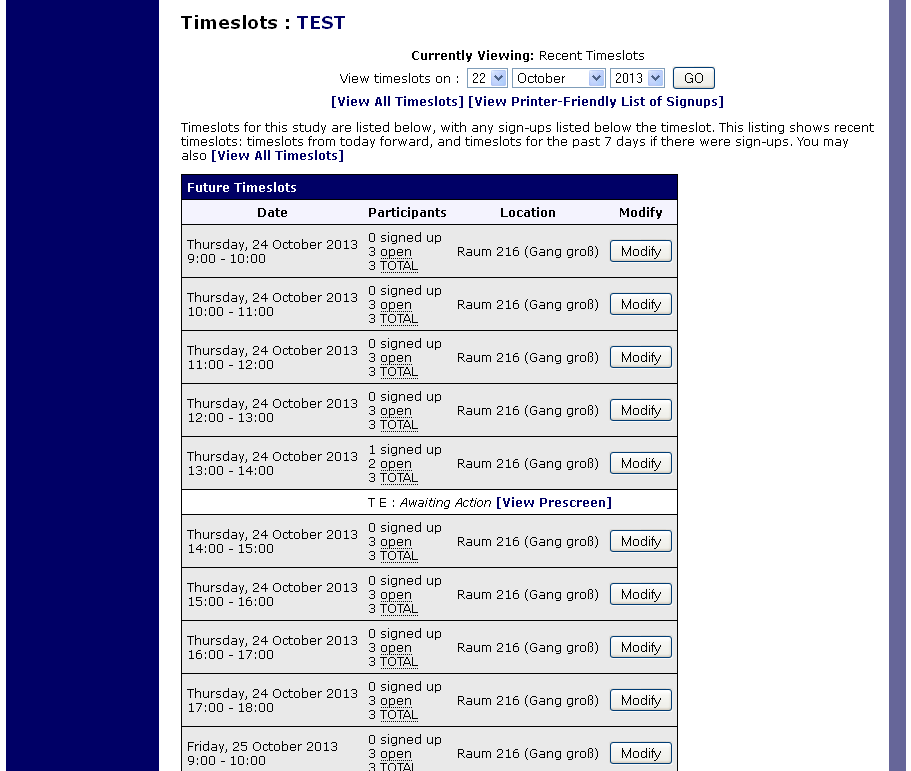 Timeslots : TEST
Currently Viewing: Recent Timeslots
View timeslots on : 22 October 2013 GO
[View All Timeslots] [View Printer-Friendly List of Signups]
Timeslots for this study are listed below, with any sign-ups listed below the timeslot. This listing shows recent
timeslots: timeslots from today forward, and timeslots for the past 7 days if there were sign-ups. You may
also [View All Timeslots]
Future Timeslots
Date Participants Location Modify
Thursday, 24 October 2013
9:00 - 10:00
0 signed up
3 open
3 TOTAL
Raum 216 (Gang groß)
Modify
Thursday, 24 October 2013
10:00 - 11:00
0 signed up
3 open
3 TOTAL
Raum 216 (Gang groß)
Modify
Thursday, 24 October 2013
11:00 - 12:00
0 signed up
3 open
3 TOTAL
Raum 216 (Gang groß)
Modify
Thursday, 24 October 2013
12:00 - 13:00
0 signed up
3 open
3 TOTAL
Raum 216 (Gang groß)
Modify
Thursday, 24 October 2013
13:00 - 14:00
1 signed up
2 open
3 TOTAL
Raum 216 (Gang groß)
Modify
T E : Awaiting Action [View Prescreen]
Thursday, 24 October 2013
14:00 - 15:00
0 signed up
3 open
3 TOTAL
Raum 216 (Gang groß)
Modify
Thursday, 24 October 2013
15:00 - 16:00
0 signed up
3 open
3 TOTAL
Raum 216 (Gang groß)
Modify
Thursday, 24 October 2013
16:00 - 17:00
0 signed up
3 open
3 TOTAL
Raum 216 (Gang groß)
Modify
Thursday, 24 October 2013
17:00 - 18:00
0 signed up
3 open
3 TOTAL
Raum 216 (Gang groß)
Modify
Friday, 25 October 2013
9:00 - 10:00
0 signed up
3 open
3 TOTAL
Raum 216 (Gang groß)
Modify